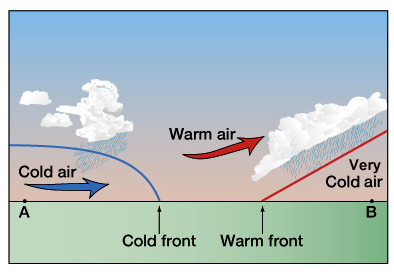 Warm air
Cold air
Very
Cold air
A
B
Cold front
Warm front